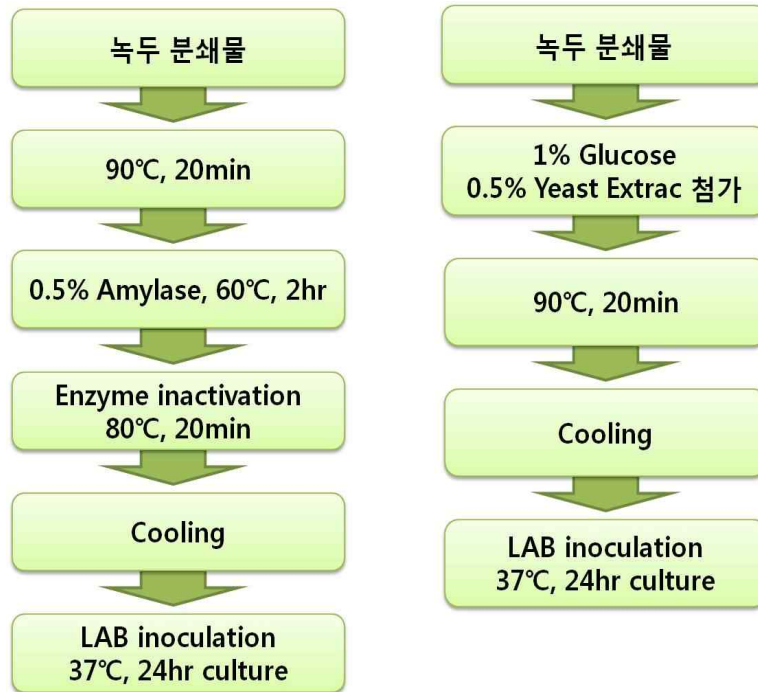 녹두 분쇄물
90℃, 20min
0.5% Amylase, 60℃, 2hr
Enzyme inactivation
80℃, 20min
Cooling
LAB inoculation
37℃, 24hr culture
녹두 분쇄물
1% Glucose
0.5% Yeast Extrac 첨가
90℃, 20min
Cooling
LAB inoculation
37℃, 24hr culture